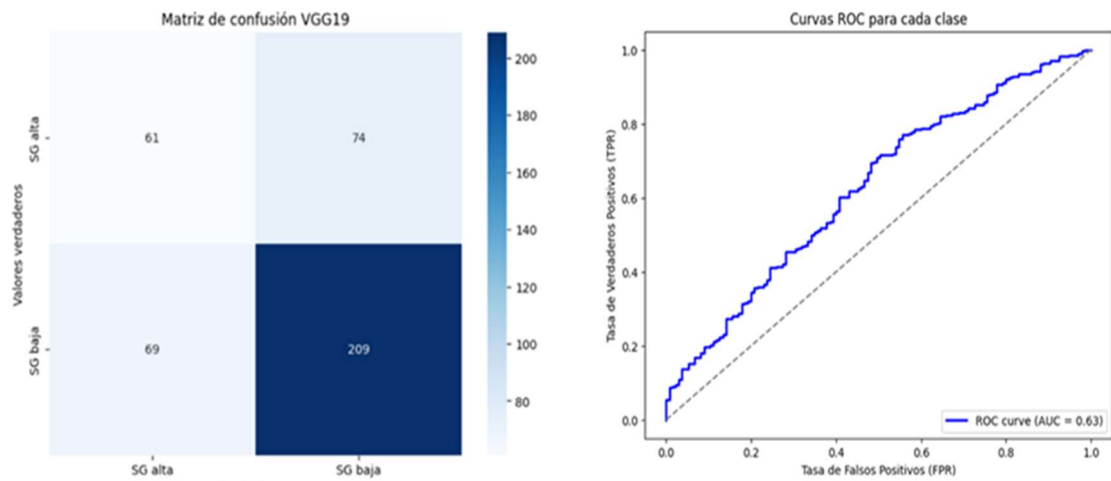 Matriz de confusión VGG19
SG alta
SG baja
Valores verdaderos
61
74
69
209
SG alta
SG baja
200
180
160
140
120
100
80
Curvas ROC para cada clase
Tasa de Verdaderos Positivos (TPR)
1.0
0.8
0.6
0.4
0.2
0.0
0.0
0.2
0.4
0.6
0.8
1.0
ROC curve (AUC = 0.63)
Tasa de Falsos Positivos (FPR)